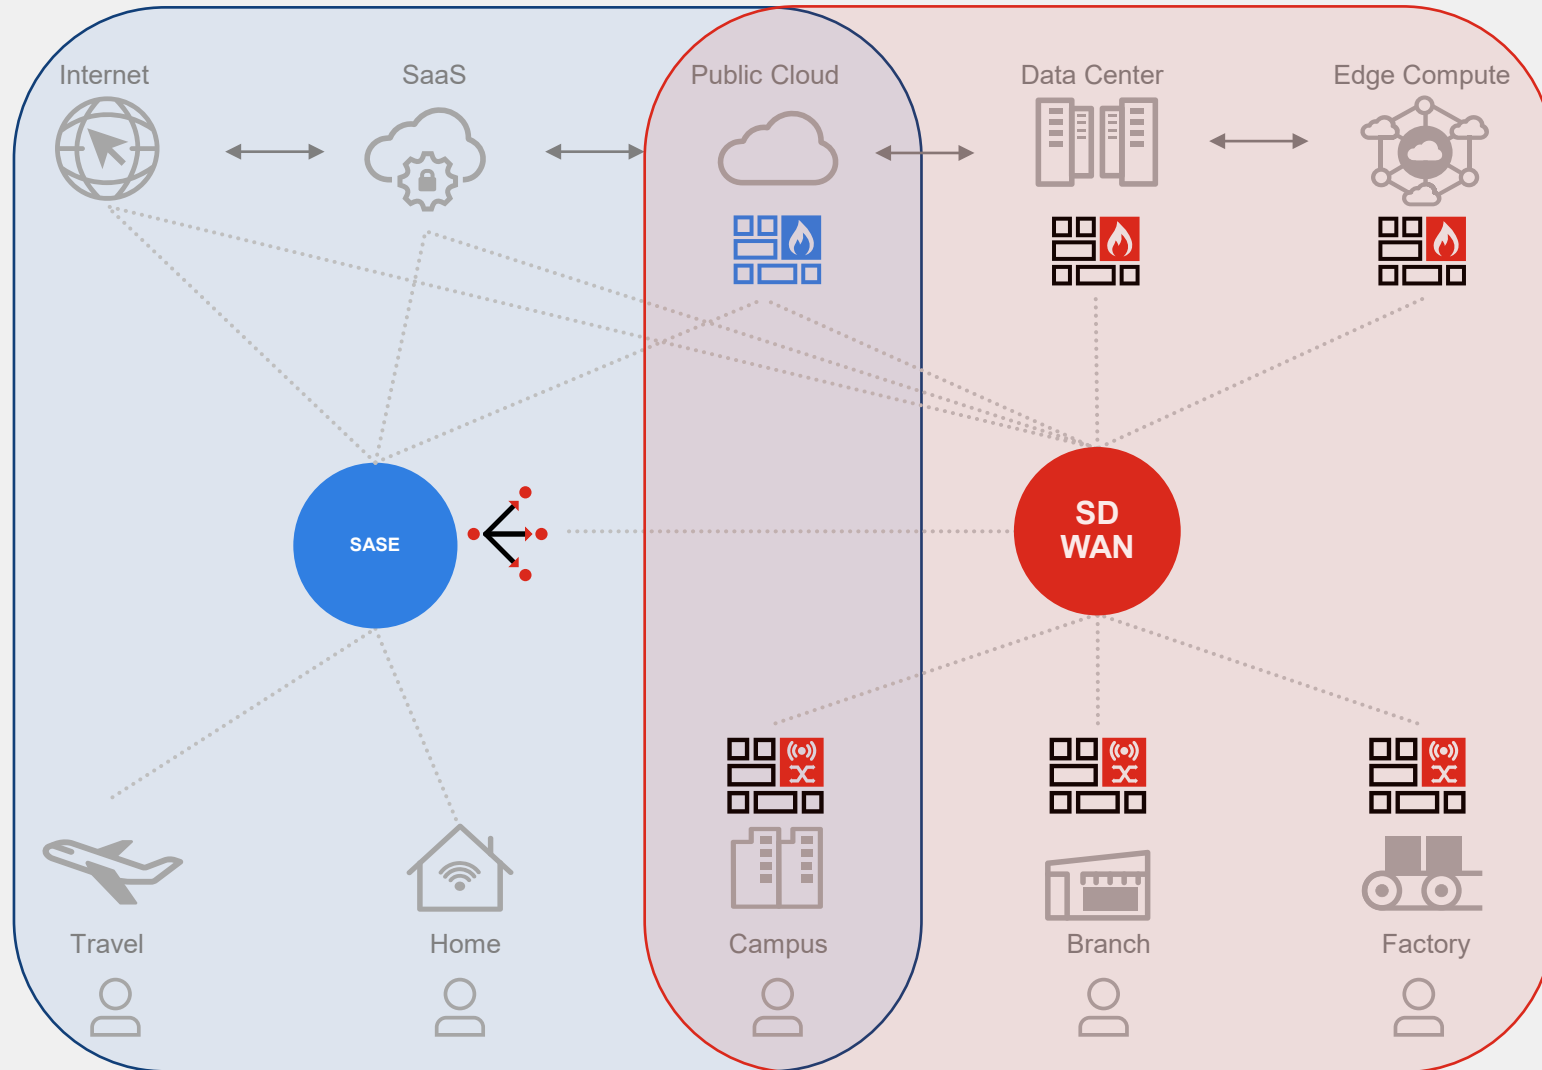 Internet
SaaS
Public Cloud
Data Center
Edge Compute
SASE
SD
WAN
Travel
Home
Campus
Branch
Factory